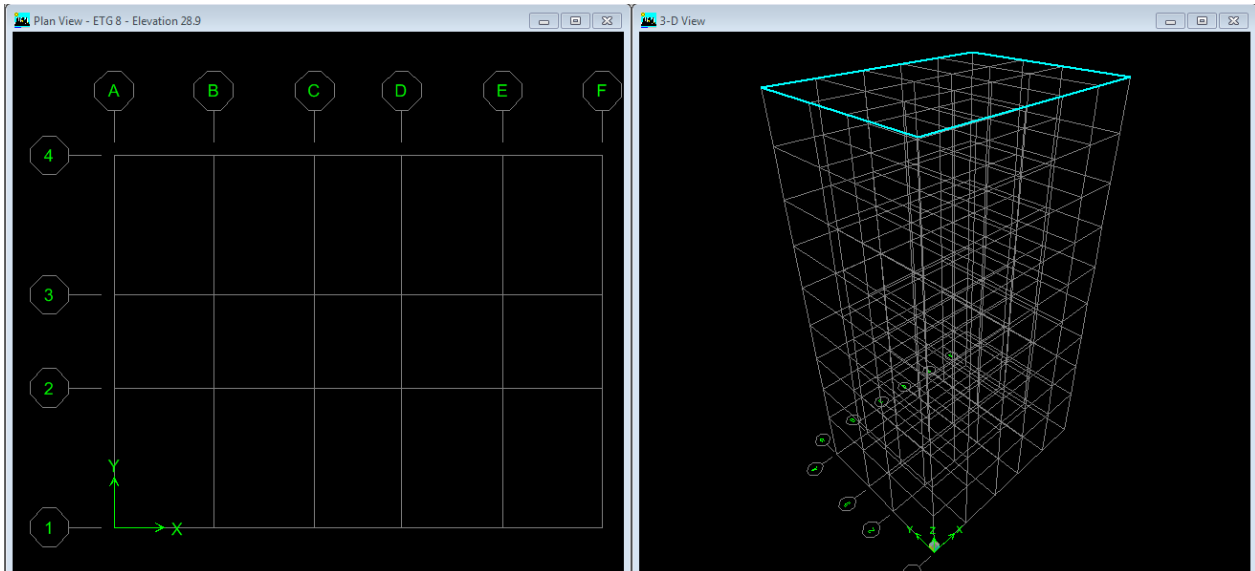 Plan View - ETG 8 - Elevation 28.9
A B C D E F
4
3
2
1
Y
X
3-D View
Y Z X